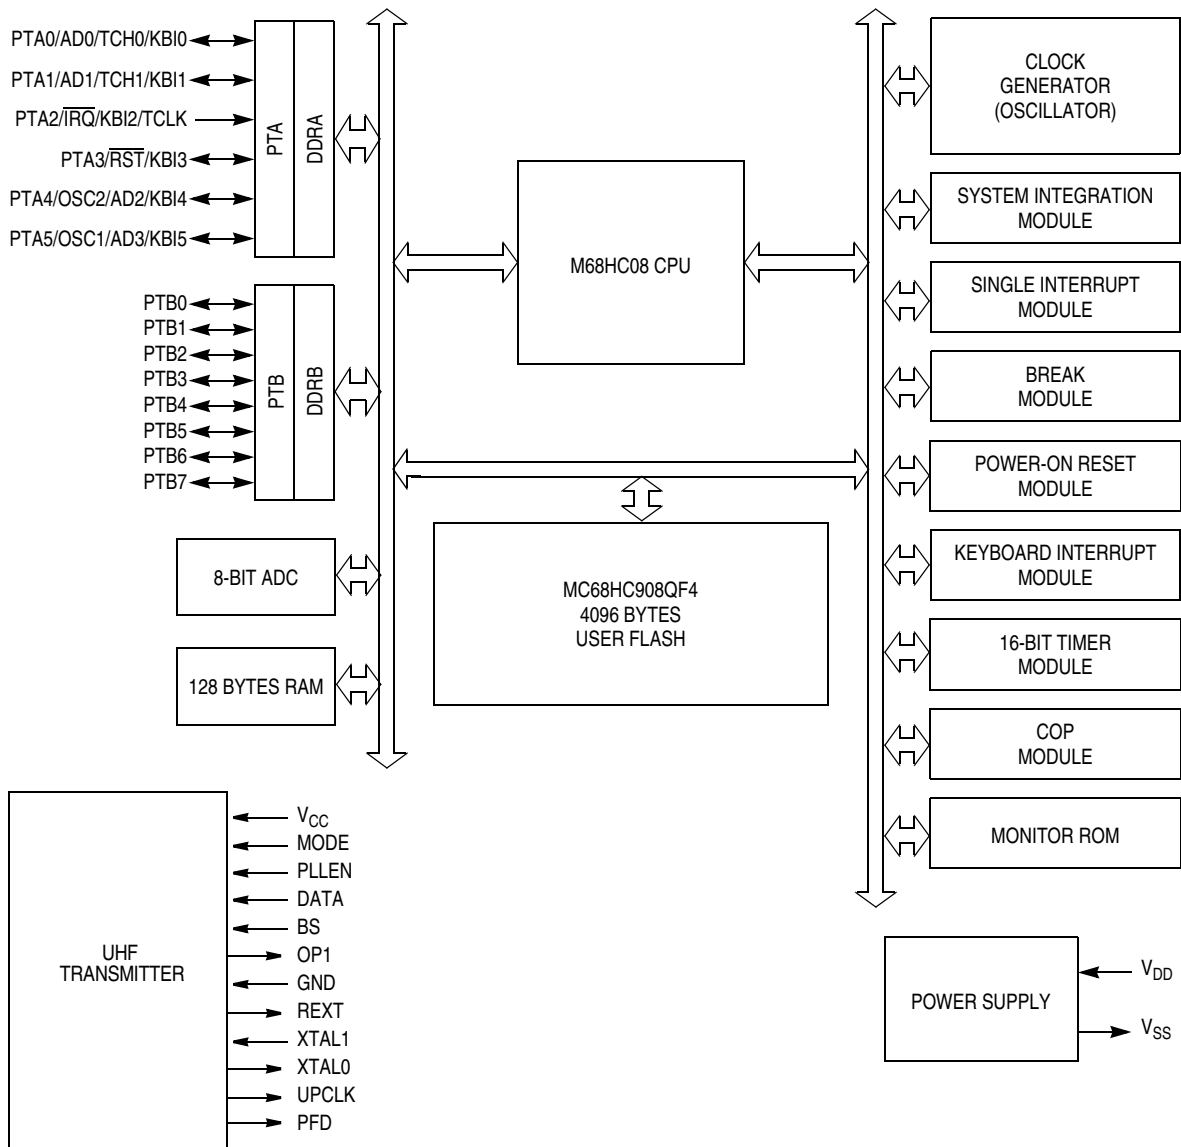 PTA0/AD0/TCH0/KBI0
PTA1/AD1/TCH1/KBI1
PTA2/IRQ/KBI2/TCLK
PTA3/RST/KBI3
PTA4/OSC2/AD2/KBI4
PTA5/OSC1/AD3/KBI5
PTA
DDRA
PTB0
PTB1
PTB2
PTB3
PTB4
PTB5
PTB6
PTB7
PTB
DDRB
8-BIT ADC
128 BYTES RAM
M68HC08 CPU
MC68HC908QF4
4096 BYTES
USER FLASH
CLOCK
GENERATOR
(OSCILLATOR)
SYSTEM INTEGRATION
MODULE
SINGLE INTERRUPT
MODULE
BREAK
MODULE
POWER-ON RESET
MODULE
KEYBOARD INTERRUPT
MODULE
16-BIT TIMER
MODULE
COP
MODULE
MONITOR ROM
UHF
TRANSMITTER
VCC
MODE
PLLEN
DATA
BS
OP1
GND
REXT
XTAL1
XTAL0
UPCLK
PFD
POWER SUPPLY
VDD
VSS